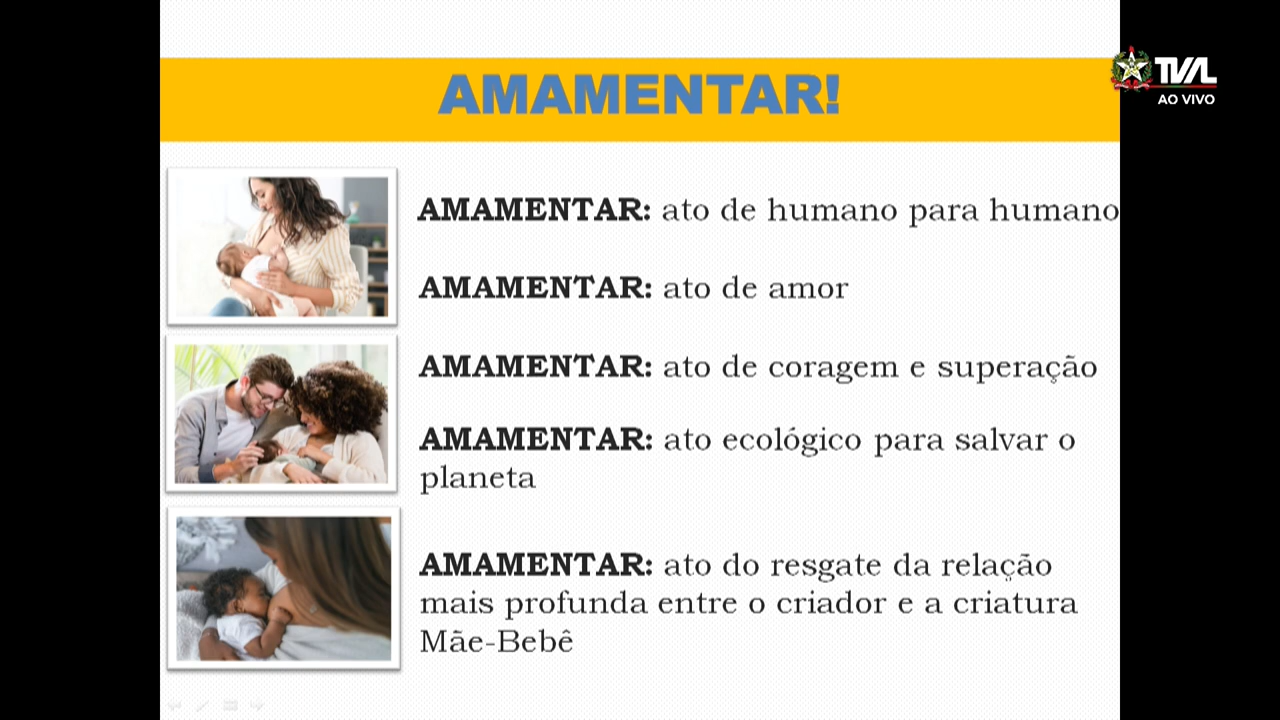 AMAMENTAR!
TVAL
AO VIVO
AMAMENTAR: ato de humano para humano
AMAMENTAR: ato de amor
AMAMENTAR: ato de coragem e superação
AMAMENTAR: ato ecológico para salvar o
planeta
AMAMENTAR: ato do resgate da relação
mais profunda entre o criador e a criatura
Mãe-Bebê